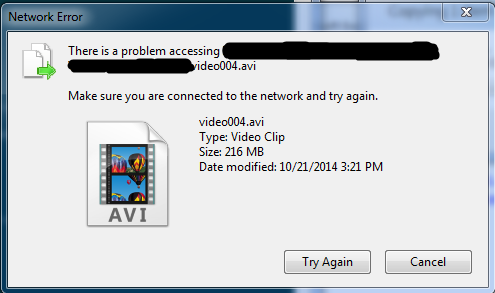 Network Error
There is a problem accessing
video004.avi
Make sure you are connected to the network and try again.
video004.avi
Type: Video Clip
Size: 216 MB
Date modified: 10/21/2014 3:21 PM
AVI
Try Again
Cancel